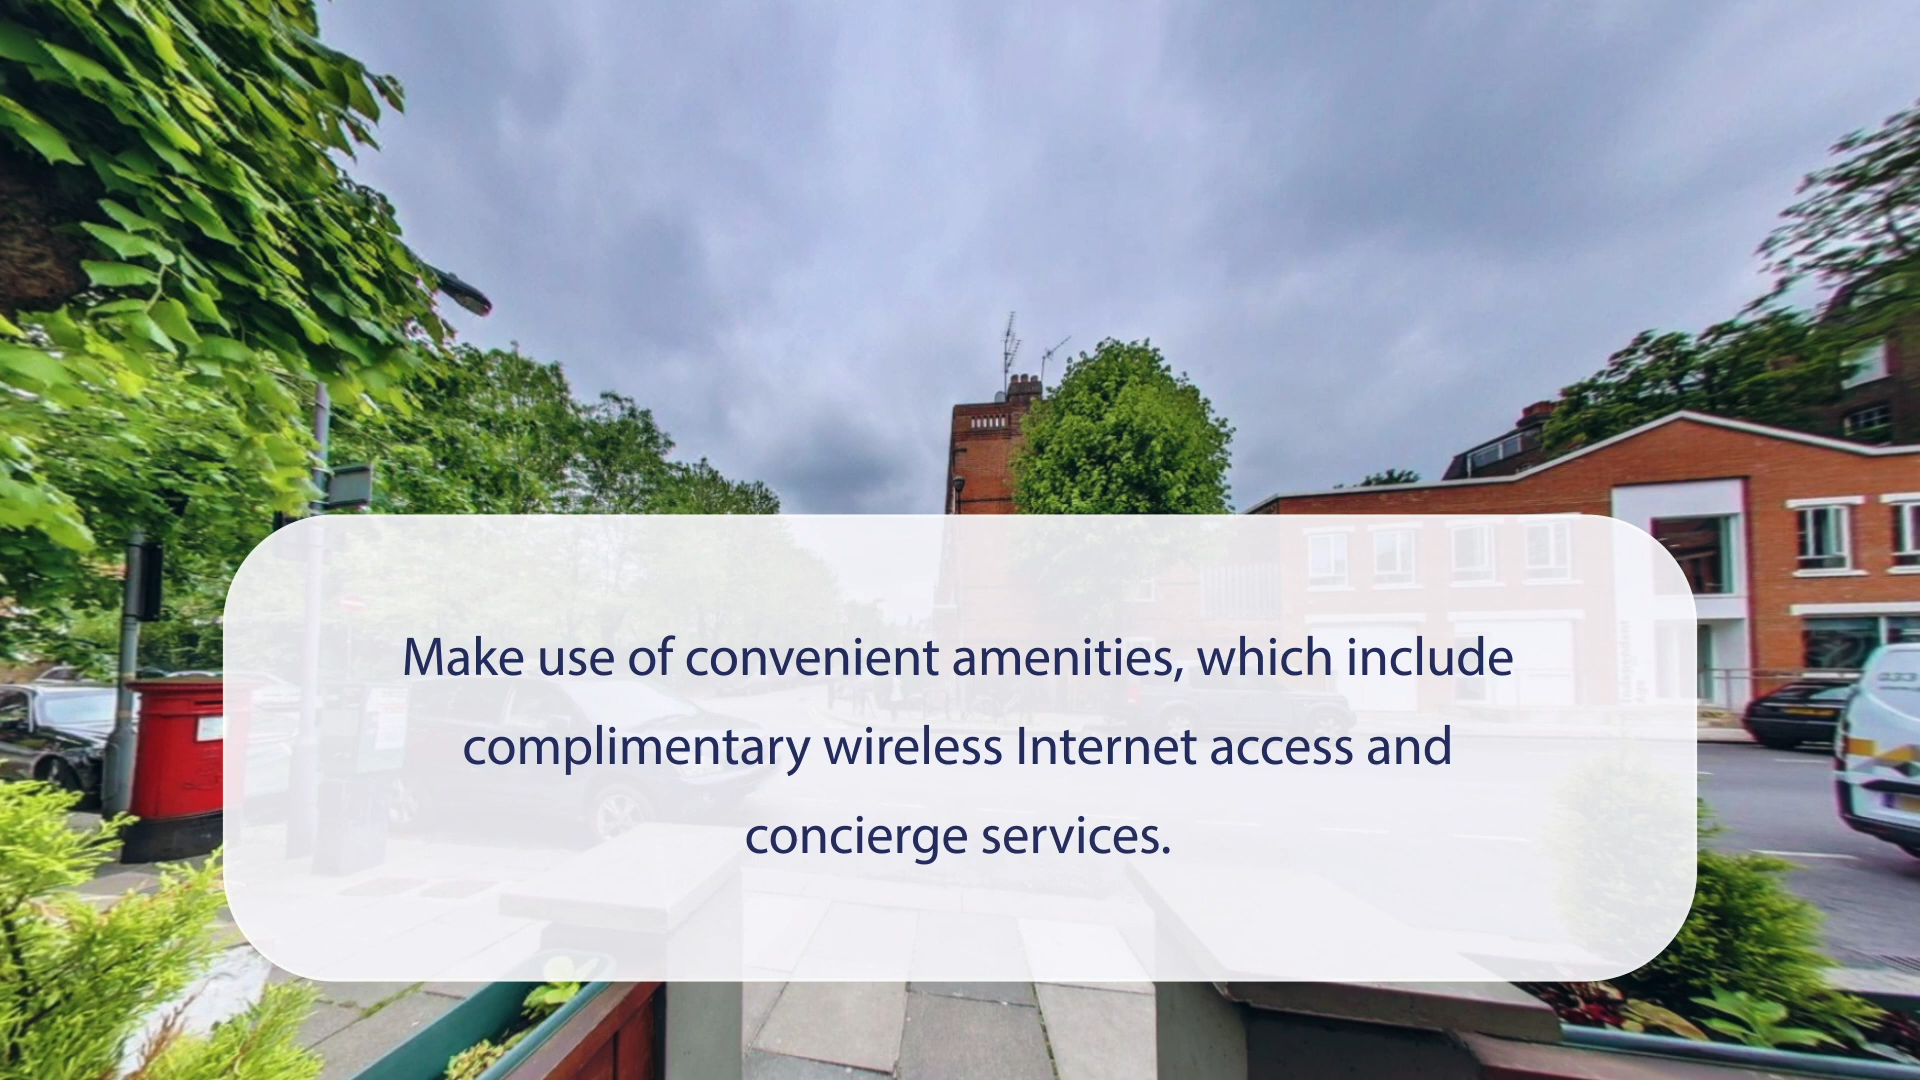 Make use of convenient amenities, which include
complimentary wireless Internet access and
concierge services.